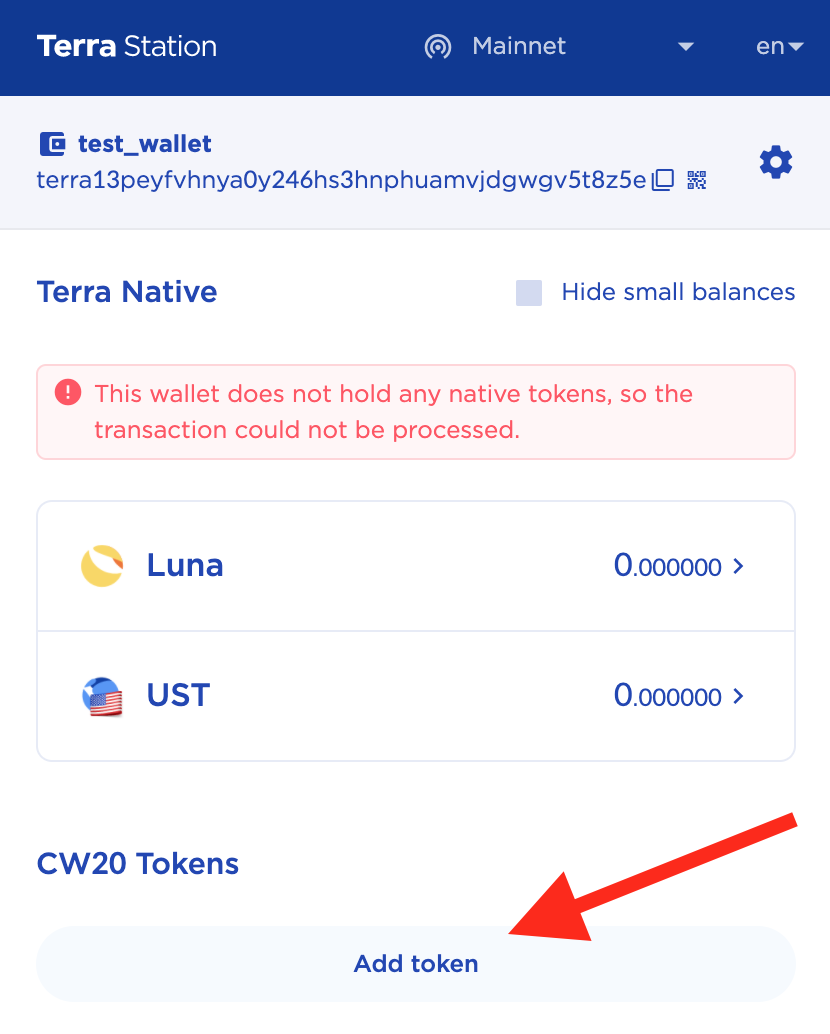 Terra Station
Mainnet
en
test_wallet
terra13peyfvhnya0y246hs3hnphuamvjdgwgv5t8z5e
Terra Native
Hide small balances
This wallet does not hold any native tokens, so the
transaction could not be processed.
Luna
0.000000
UST
0.000000
CW20 Tokens
Add token